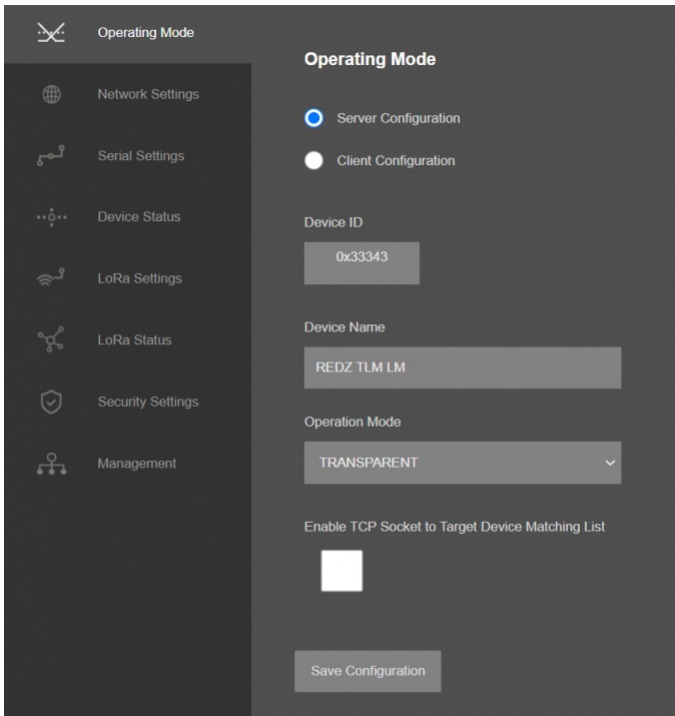 Operating Mode
Network Settings
Serial Settings
Device Status
LoRa Settings
LoRa Status
Security Settings
Management
Operating Mode
Server Configuration
Client Configuration
Device ID
0x33343
Device Name
REDZ TLM LM
Operation Mode
TRANSPARENT
Enable TCP Socket to Target Device Matching List
Save Configuration